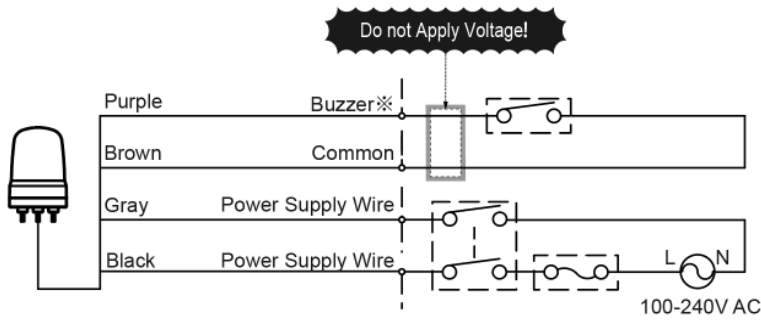 Do not Apply Voltage!
Purple Buzzer※
Brown Common
Gray Power Supply Wire
Black Power Supply Wire
L N
100-240V AC